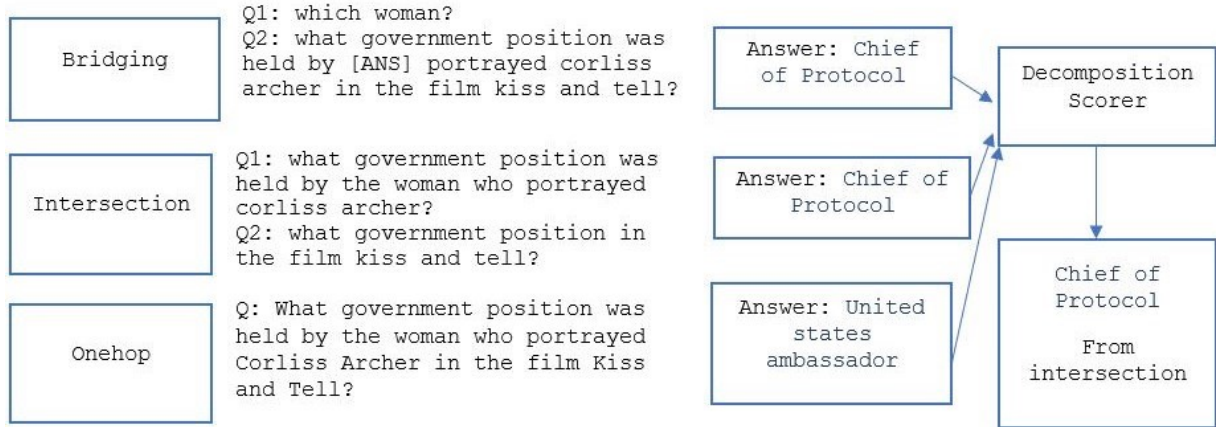 Bridging
Q1: which woman?
Q2: what government position was
held by [ANS] portrayed corliss
archer in the film kiss and tell?
Answer: Chief
of Protocol
Decomposition
Scorer
Intersection
Q1: what government position was
held by the woman who portrayed
corliss archer?
Q2: what government position in
the film kiss and tell?
Answer: Chief of
Protocol
Onehop
Q: What government position was
held by the woman who portrayed
Corliss Archer in the film Kiss
and Tell?
Answer: United
states
ambassador
Chief of
Protocol
From
intersection